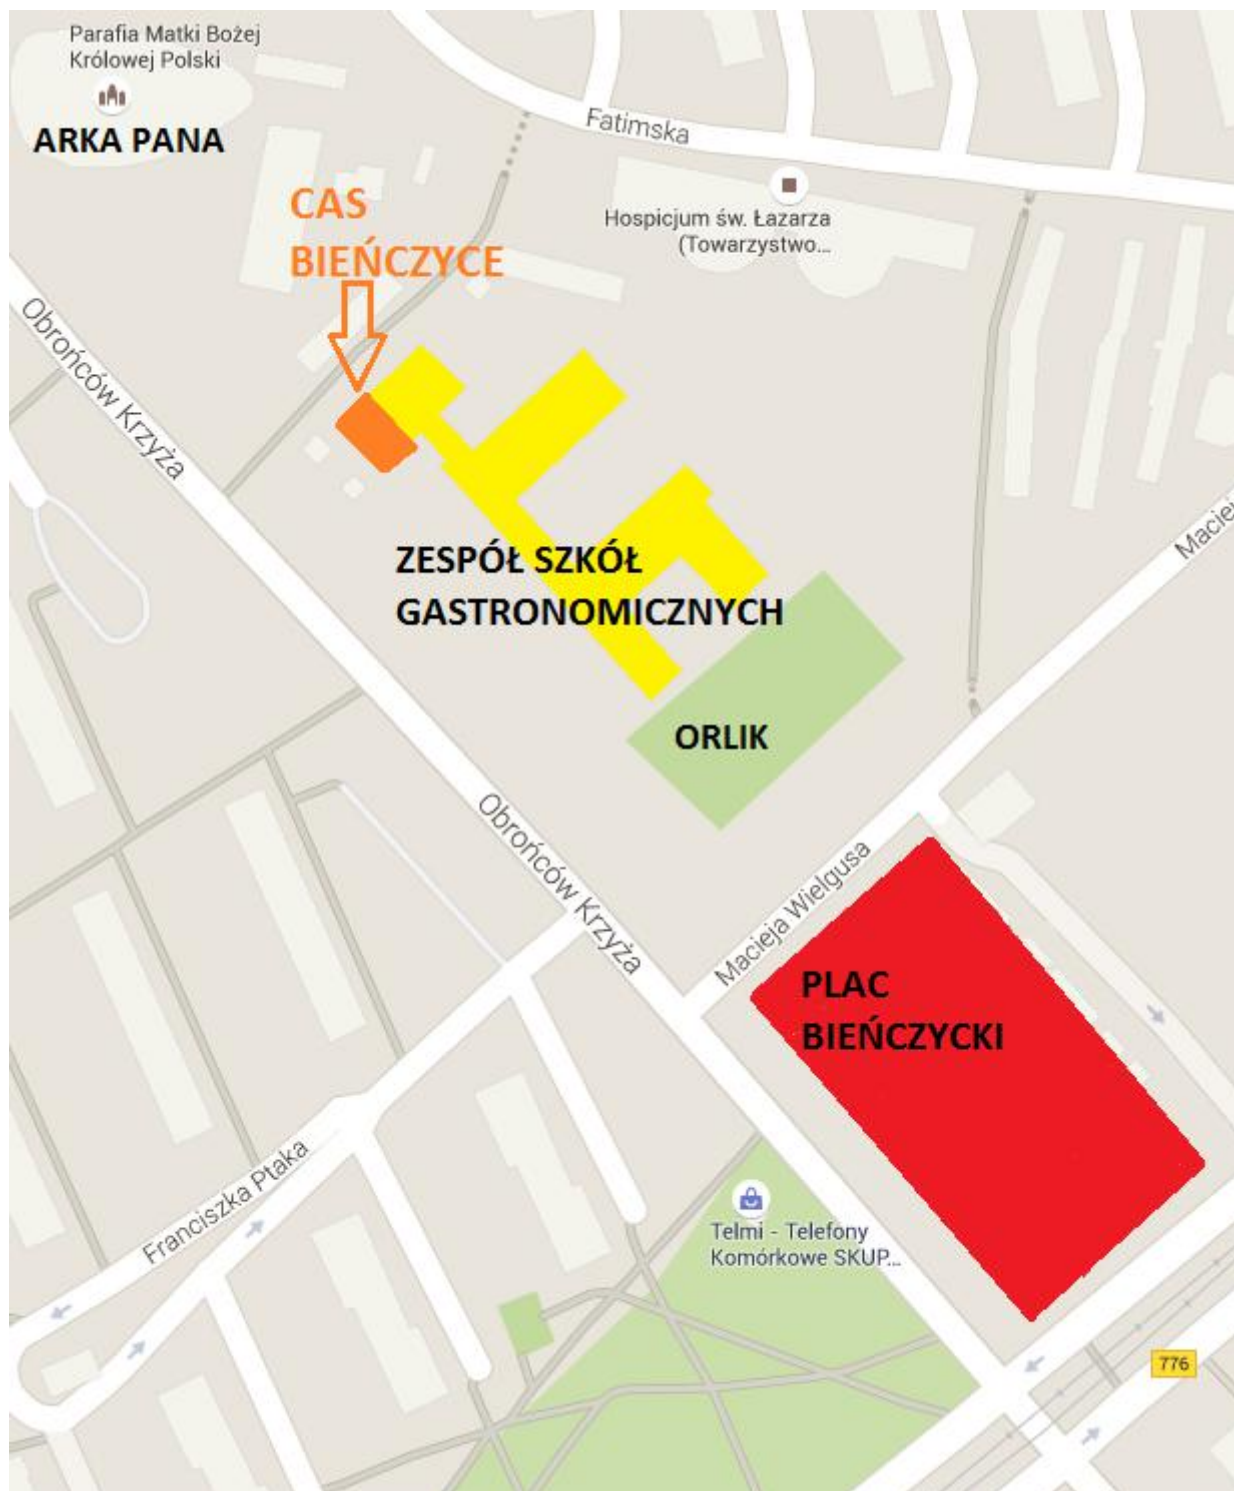 Parafia Matki Bożej
Królowej Polski
ARKA PANA
Fatimska
CAS
BIEŃCZYCE
Hospicjum św. Łazarza
(Towarzystwo...
Obrońców Krzyża
Maciej
ZESPÓŁ SZKÓŁ
GASTRONOMICZNYCH
ORLIK
Obrońców Krzyża
Macieja Wielgusa
PLAC
BIEŃCZYCKI
Franciszka Ptaka
Telmi - Telefony
Komórkowe SKUP...
776